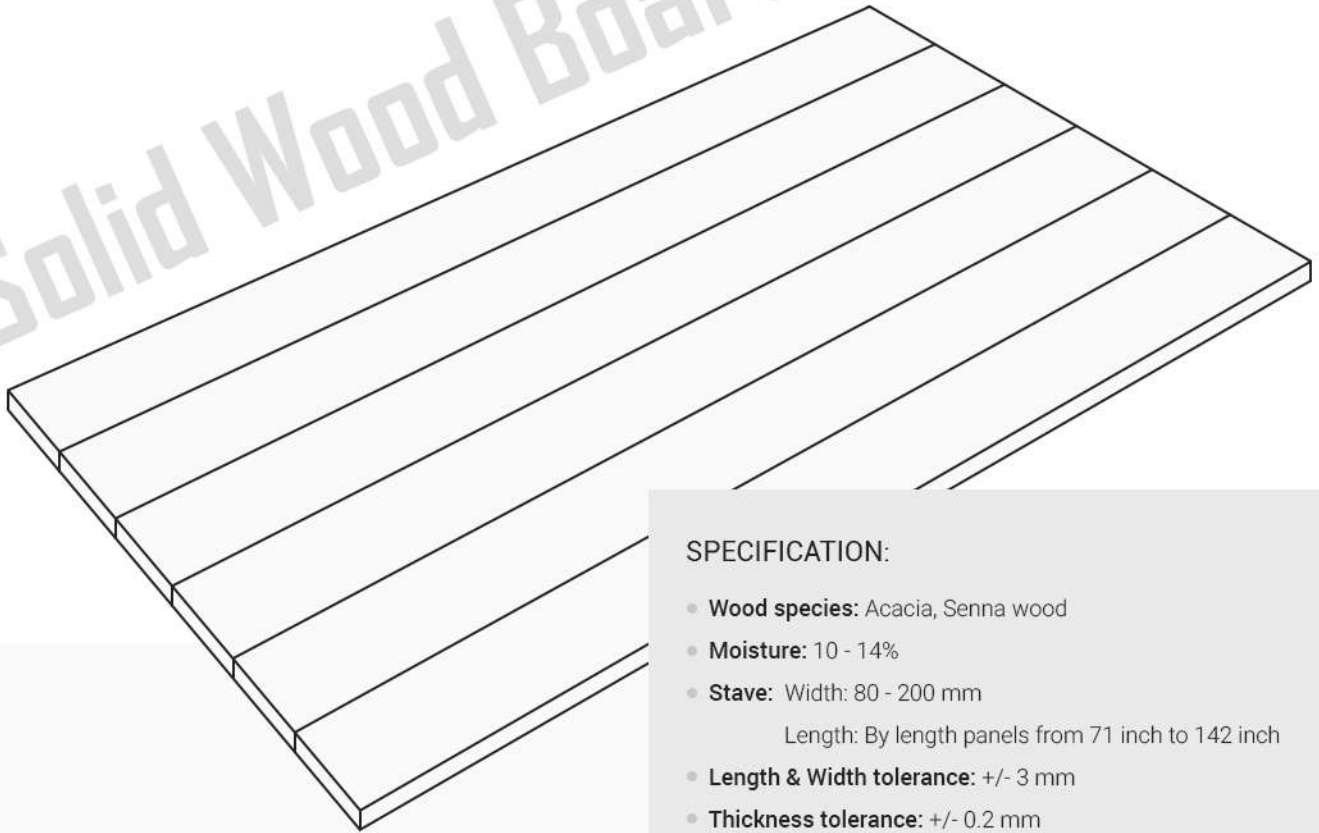 Solid Wood Boar
SPECIFICATION:
Wood species: Acacia, Senna wood
Moisture: 10 - 14%
Stave: Width: 80 - 200 mm
Length: By length panels from 71 inch to 142 inch
Length & Width tolerance: +/- 3 mm
Thickness tolerance: +/- 0.2 mm